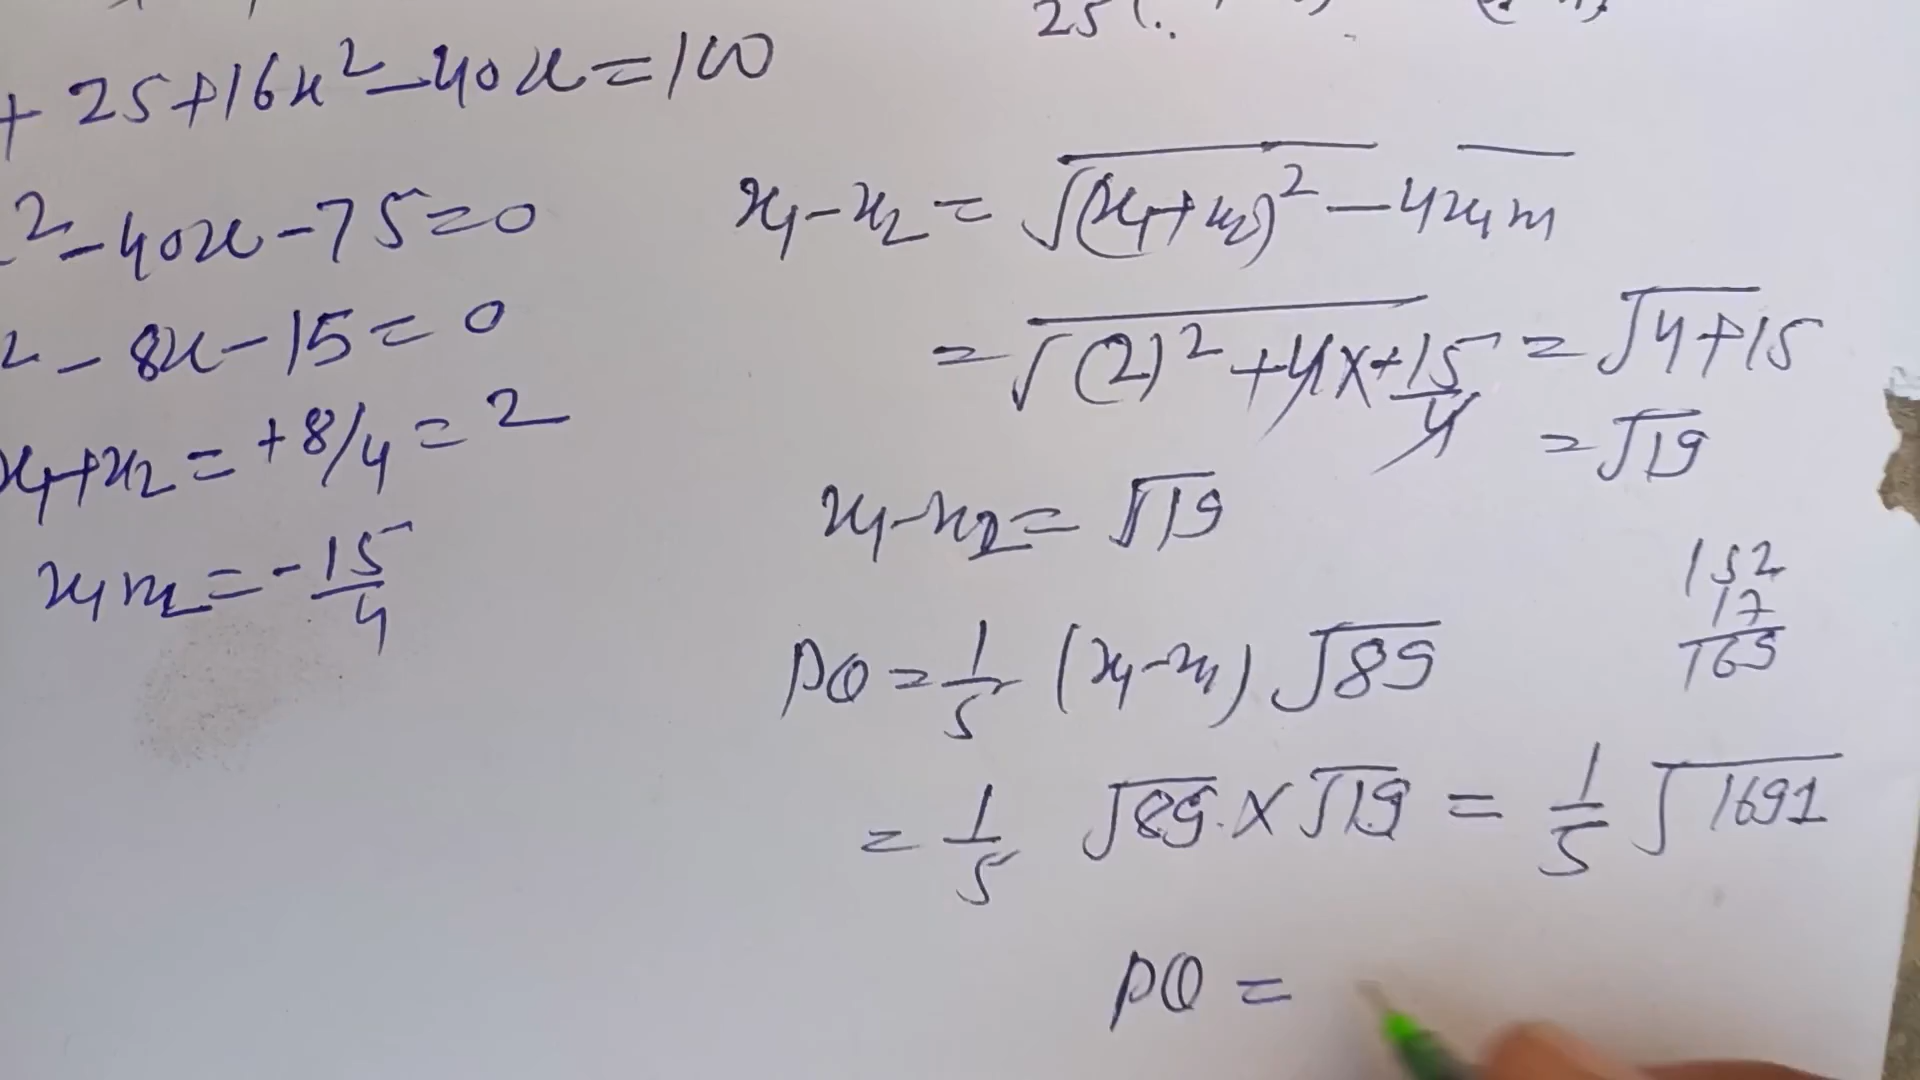 25
+ 25+16x² - 40x = 100
² - 40x - 75 = 0
² - 8x - 15 = 0
x₁+x₂ = +8/4 = 2
x₁x₂ = -15/4
x₁-x₂ = √(x₁+x₂)² - 4x₁x₂
= √(2)² + 4 × +15/4 = √4+15
= √19
x₁-x₂ = √19
152
17
169
PQ = 1/5 (x₁-x₂) √89
= 1/5 √89 × √19 = 1/5 √1691
PQ =